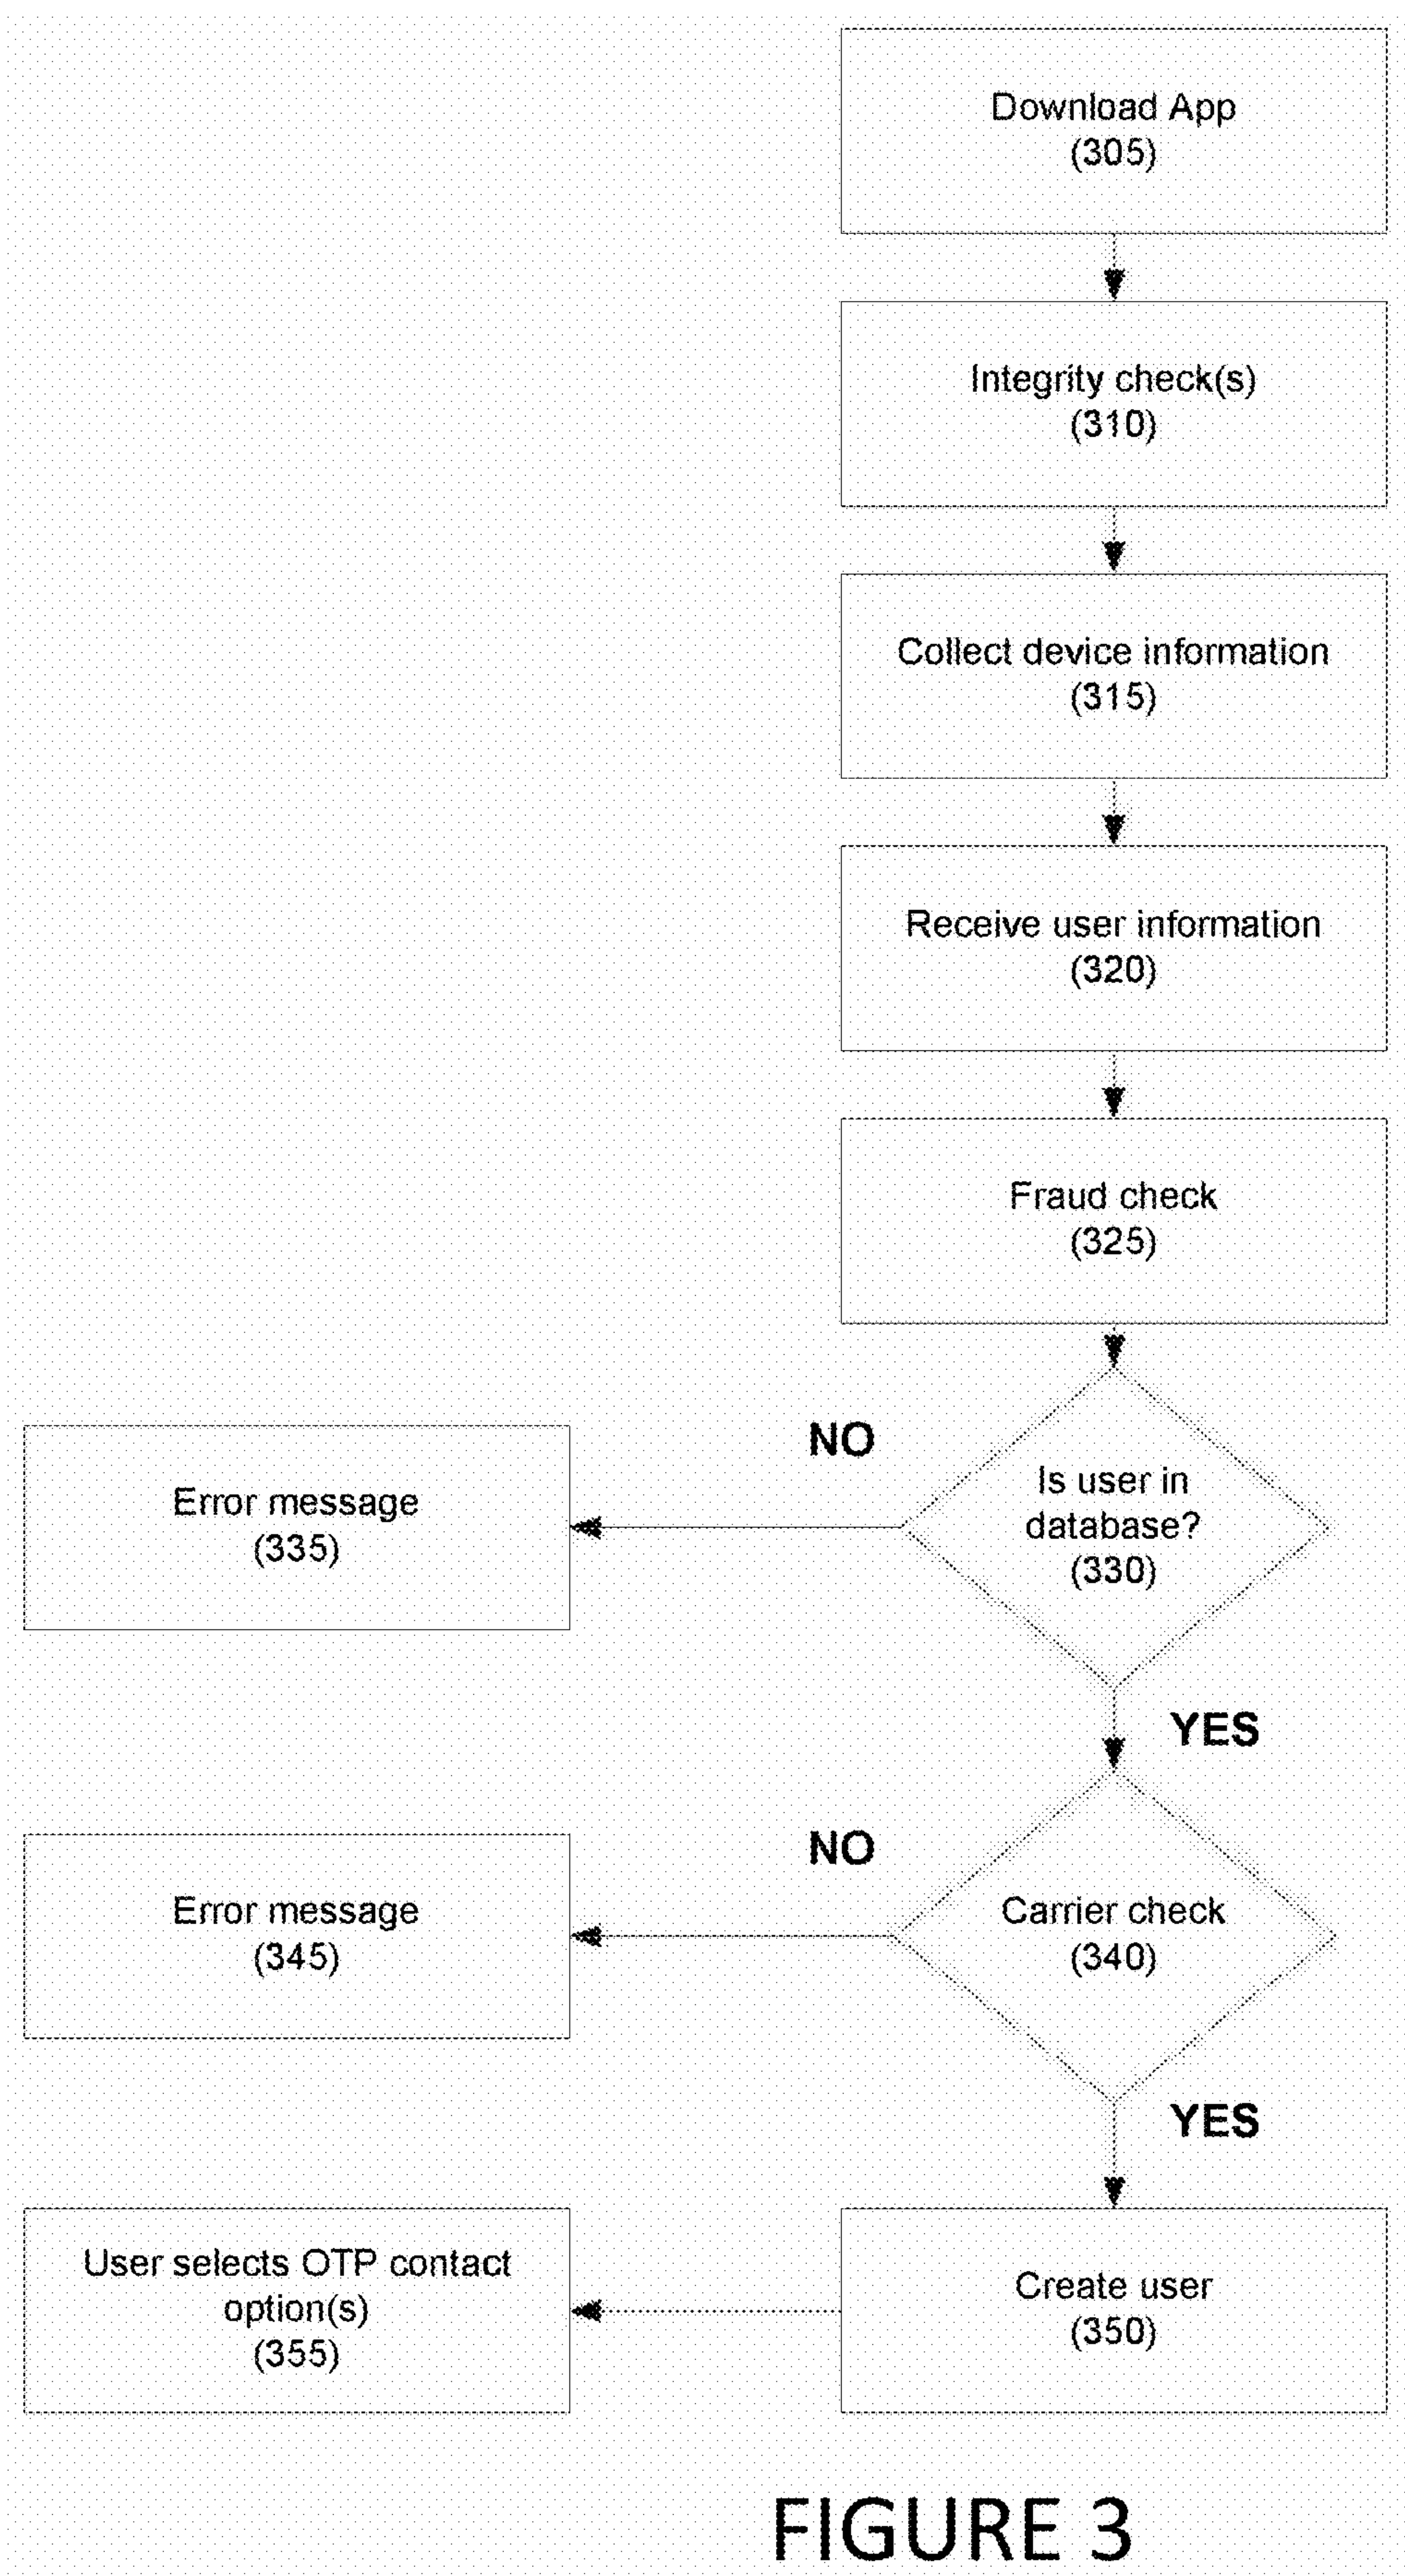 Download App
(305)
Integrity check(s)
(310)
Collect device information
(315)
Receive user information
(320)
Fraud check
(325)
NO
Is user in
database?
(330)
Error message
(335)
YES
NO
Carrier check
(340)
Error message
(345)
YES
Create user
(350)
User selects OTP contact
option(s)
(355)
FIGURE 3